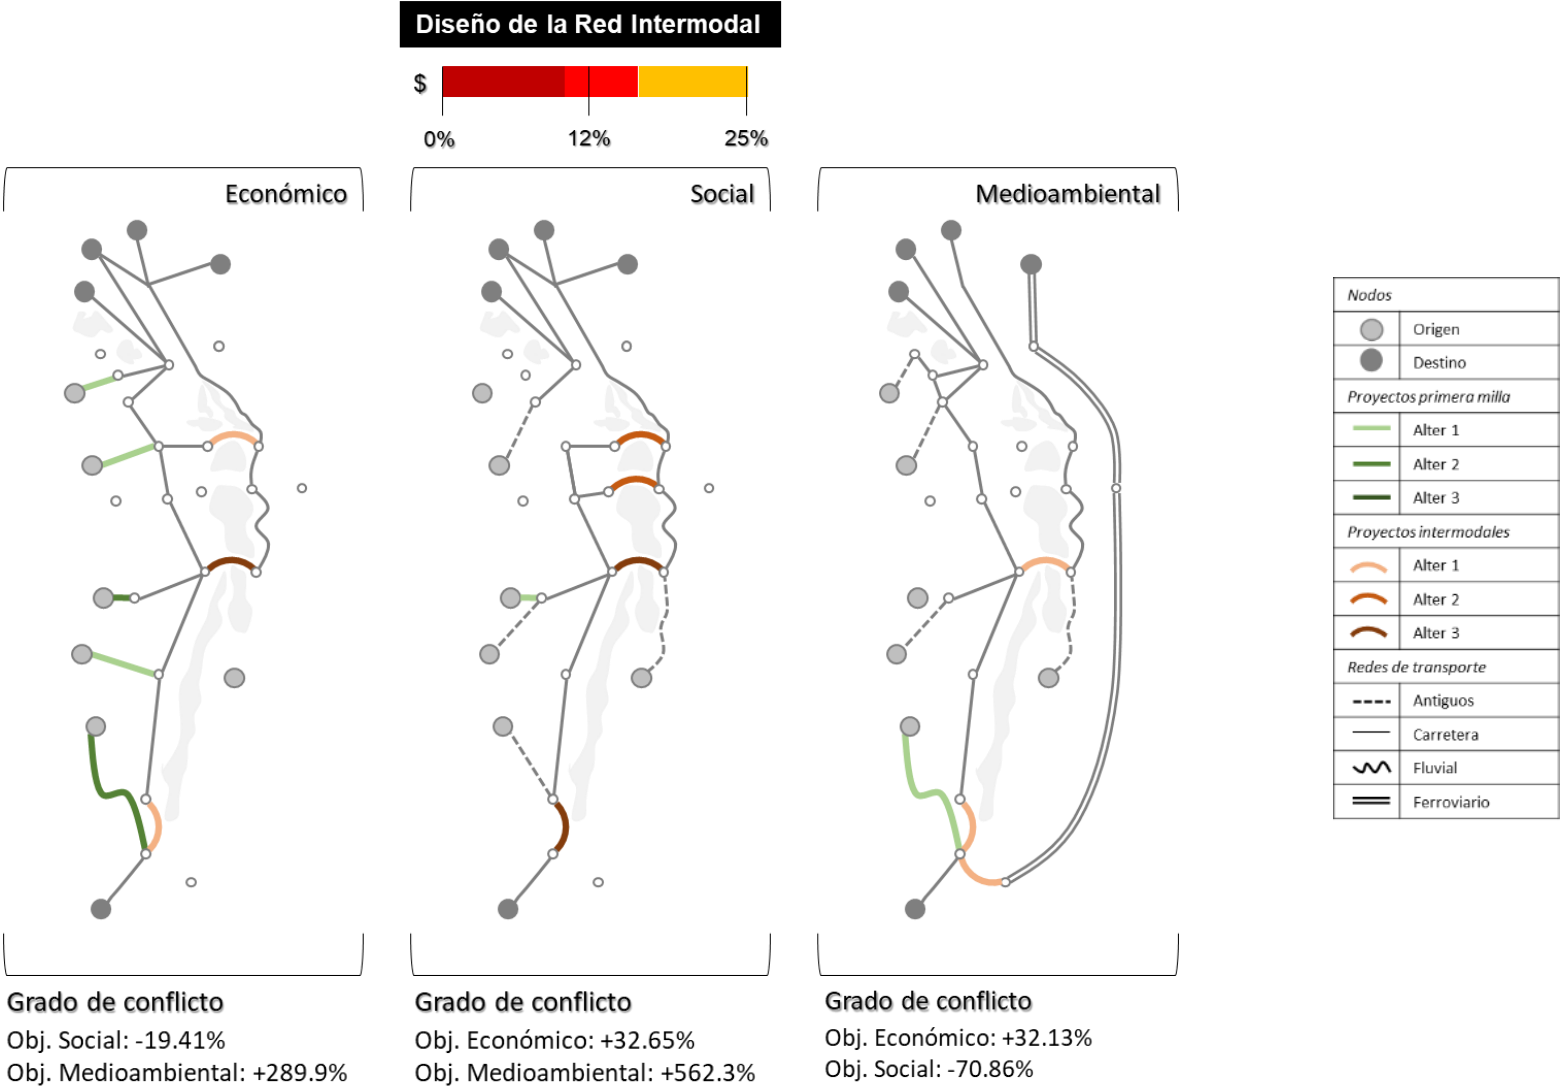 Diseño de la Red Intermodal
$
0% 12% 25%
Económico
Social
Medioambiental
Grado de conflicto
Obj. Social: -19.41%
Obj. Medioambiental: +289.9%
Grado de conflicto
Obj. Económico: +32.65%
Obj. Medioambiental: +562.3%
Grado de conflicto
Obj. Económico: +32.13%
Obj. Social: -70.86%
Nodos
Origen
Destino
Proyectos primera milla
Alter 1
Alter 2
Alter 3
Proyectos intermodales
Alter 1
Alter 2
Alter 3
Redes de transporte
Antiguos
Carretera
Fluvial
Ferroviario